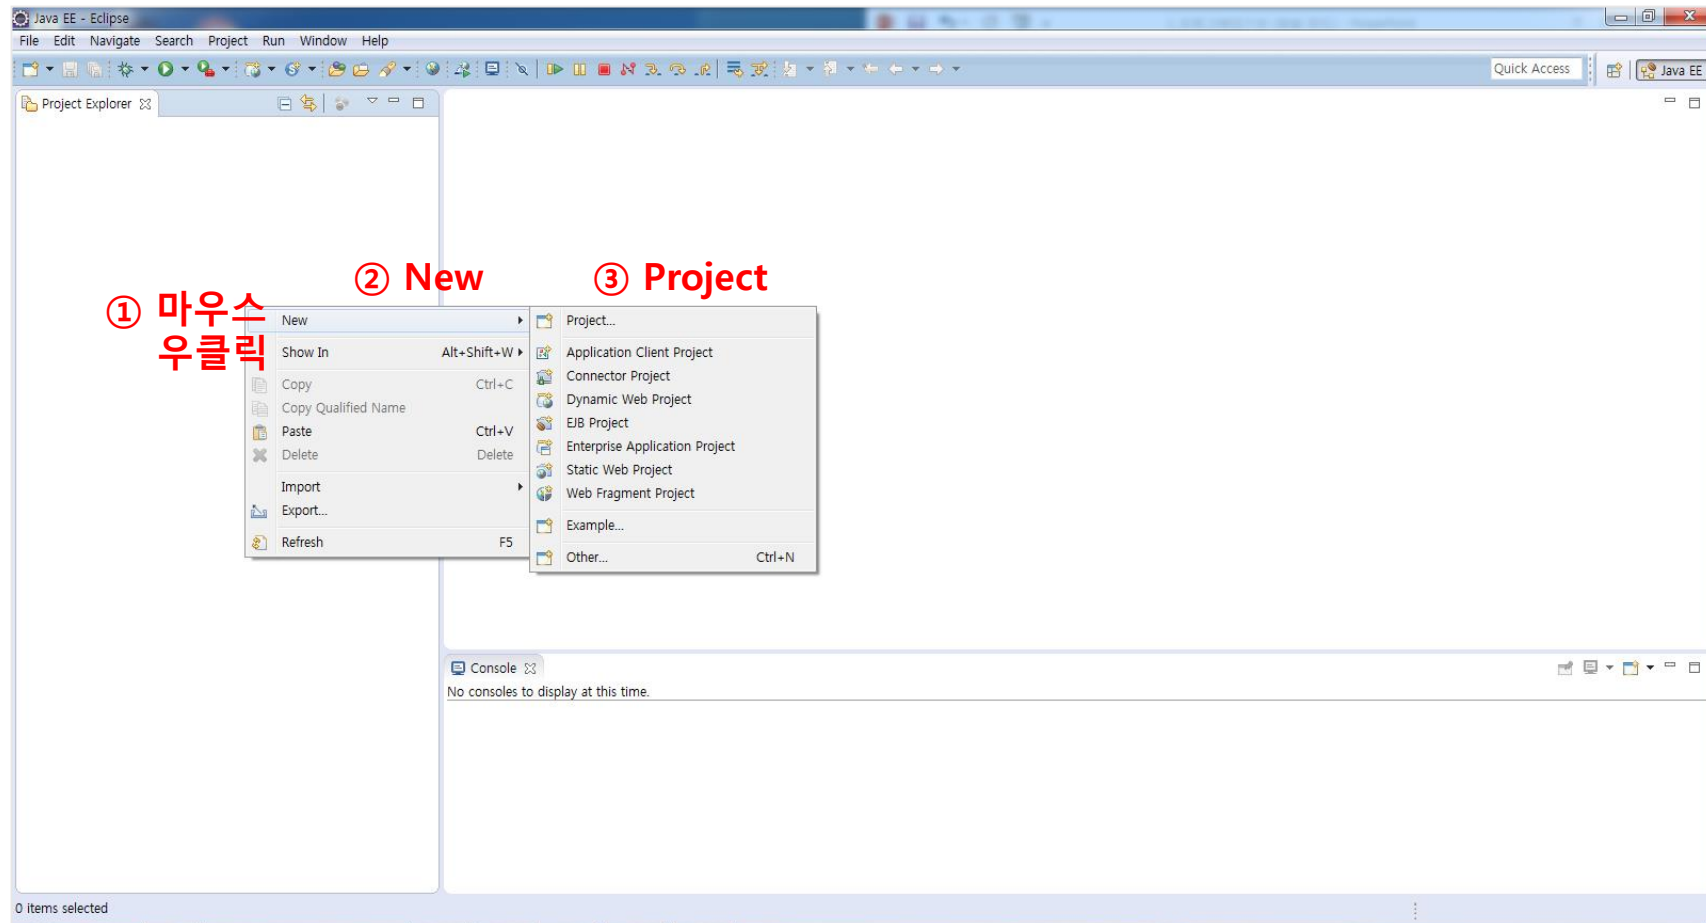 Java EE - Eclipse
File Edit Navigate Search Project Run Window Help
Quick Access
Java EE
Project Explorer
① 마우스
우클릭
② New
③ Project
New
Show In Alt+Shift+W
Copy Ctrl+C
Copy Qualified Name
Paste Ctrl+V
Delete Delete
Import
Export...
Refresh F5
Project...
Application Client Project
Connector Project
Dynamic Web Project
EJB Project
Enterprise Application Project
Static Web Project
Web Fragment Project
Example...
Other... Ctrl+N
Console
No consoles to display at this time.
0 items selected